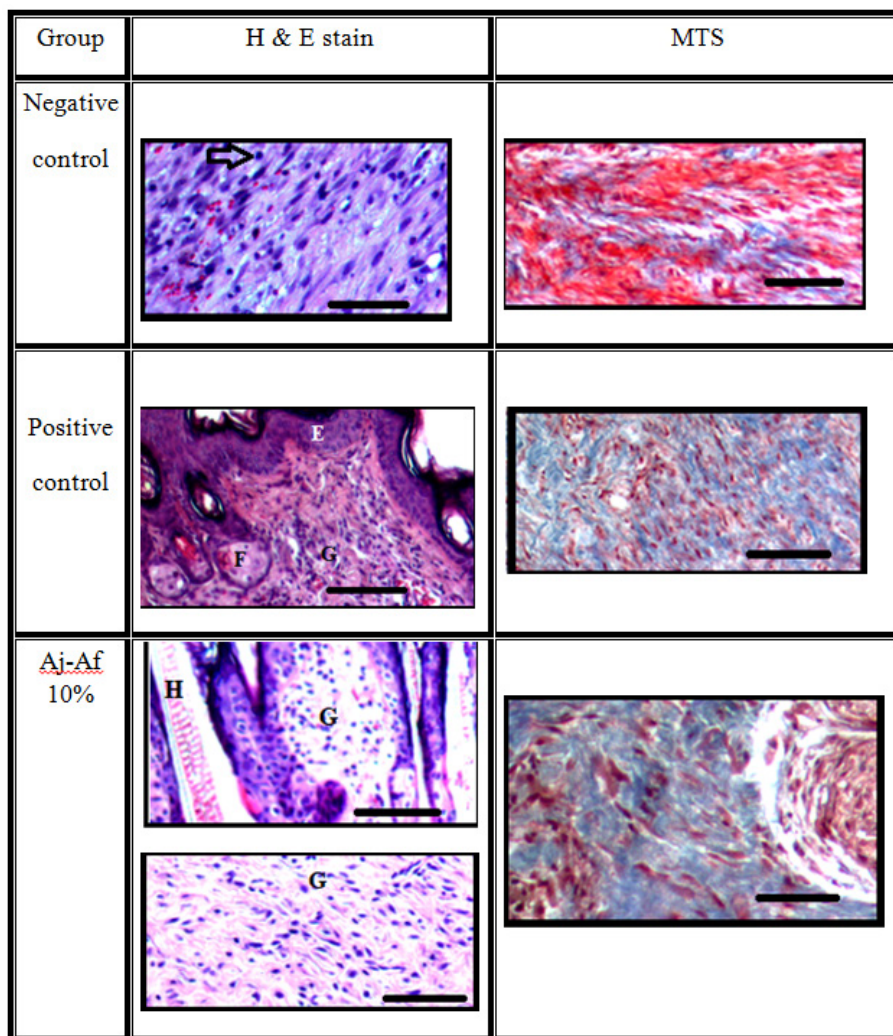 Group H & E stain MTS
Negative
control
Positive
control
E
F
G
Aj-Af
10%
H
G
G